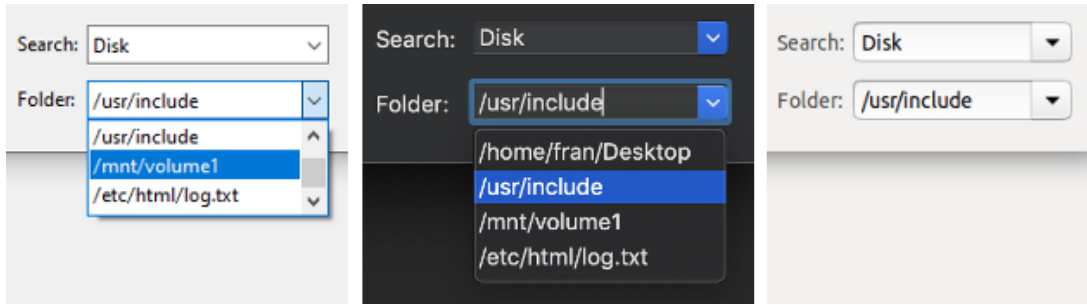 Search: Disk
Folder: /usr/include
/usr/include
/mnt/volume1
/etc/html/log.txt
Search: Disk
Folder: /usr/include
/home/fran/Desktop
/usr/include
/mnt/volume1
/etc/html/log.txt
Search: Disk
Folder: /usr/include